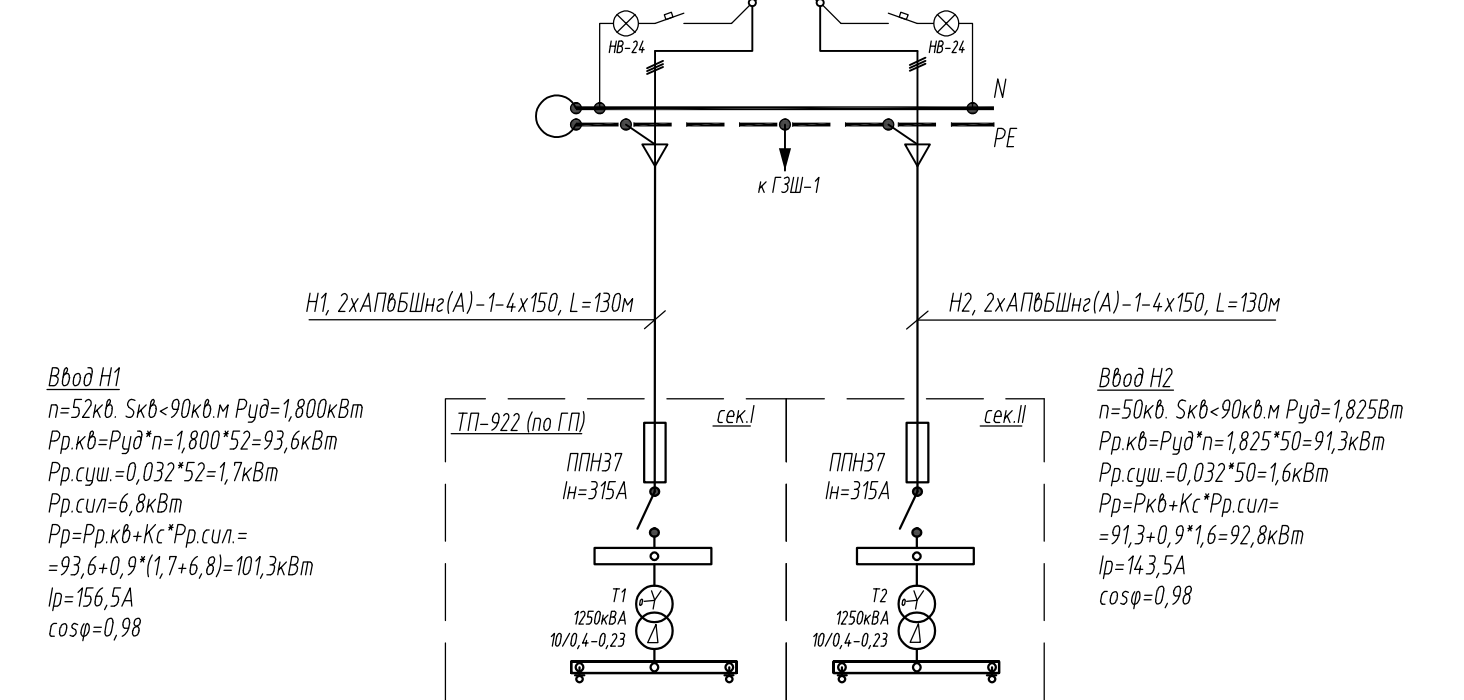 НВ-24
НВ-24
N
PE
к ГЗШ-1
Н1, 2хАПвБШнг(А)-1-4х150, L=130м
Н2, 2хАПвБШнг(А)-1-4х150, L=130м
Ввод Н1
n=52кв. Sкв<90кв.м Руд=1,800кВт
Рр.кв=Руд*n=1,800*52=93,6кВт
Рр.суш.=0,032*52=1,7кВт
Рр.сил=6,8кВт
Рр=Рр.кв+Кс*Рр.сил.=
=93,6+0,9*(1,7+6,8)=101,3кВт
Iр=156,5А
cosφ=0,98
ТП-922 (по ГП)
сек.I
сек.II
ППН37
Iн=315А
ППН37
Iн=315А
Т1
1250кВА
10/0,4-0,23
Т2
1250кВА
10/0,4-0,23
Ввод Н2
n=50кв. Sкв<90кв.м Руд=1,825Вт
Рр.кв=Руд*n=1,825*50=91,3кВт
Рр.суш.=0,032*50=1,6кВт
Рр=Ркв+Кс*Рр.сил=
=91,3+0,9*1,6=92,8кВт
Iр=143,5А
cosφ=0,98